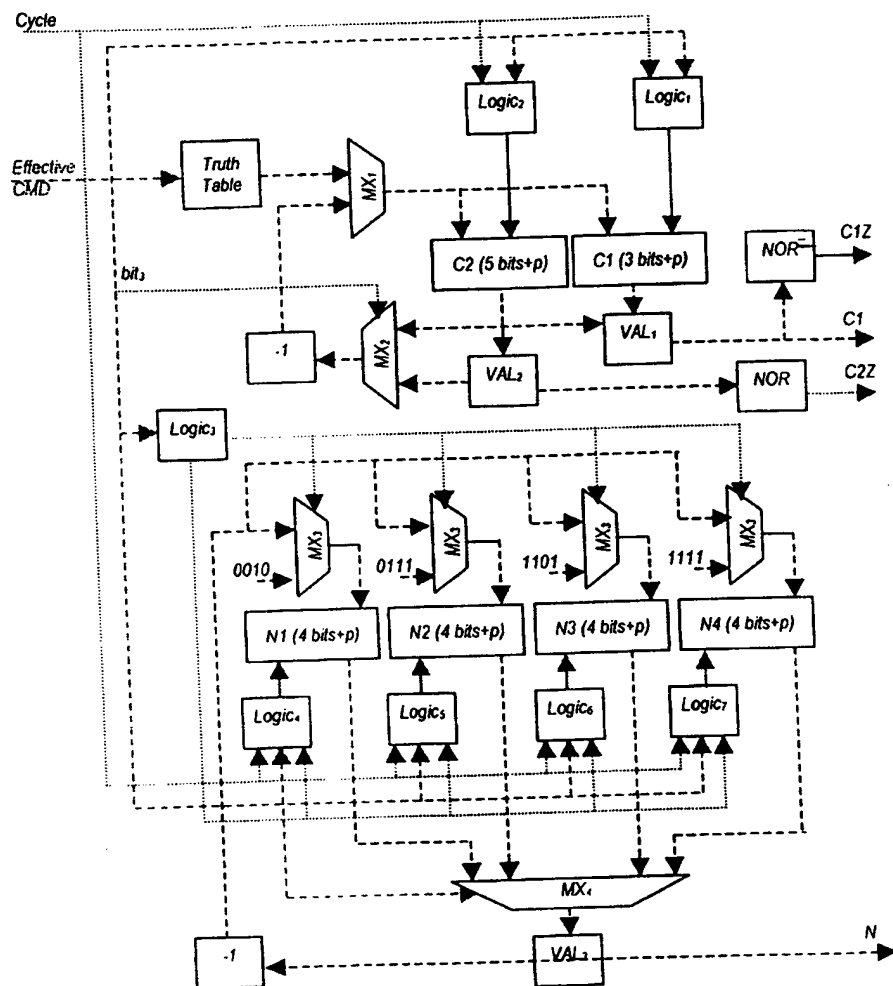 Cycle
Logic₂
Logic₁
Effective
CMD
Truth
Table
MX₁
C2 (5 bits+p)
C1 (3 bits+p)
NOR
C1Z
bit₃
MX₂
-1
VAL₁
C1
VAL₂
NOR
C2Z
Logic₃
MX₃
MX₃
MX₃
MX₃
0010
0111
1101
1111
N1 (4 bits+p)
N2 (4 bits+p)
N3 (4 bits+p)
N4 (4 bits+p)
Logic₄
Logic₅
Logic₆
Logic₇
MX₄
-1
VAL₃
N